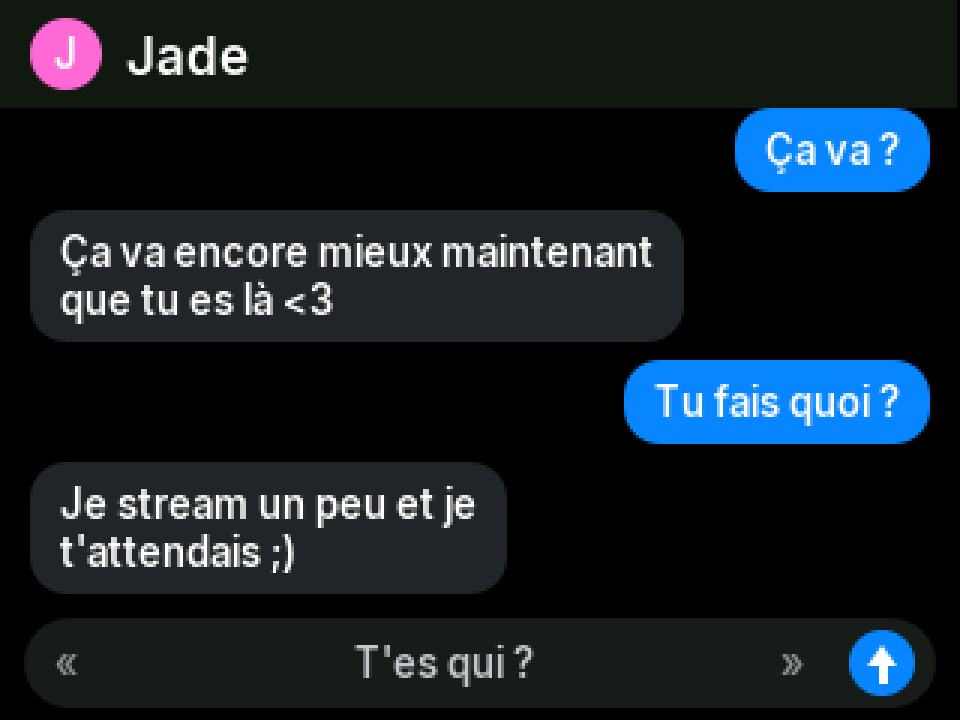 J
Jade
Ça va ?
Ça va encore mieux maintenant
que tu es là <3
Tu fais quoi ?
Je stream un peu et je
t'attendais ;)
« T'es qui ? »